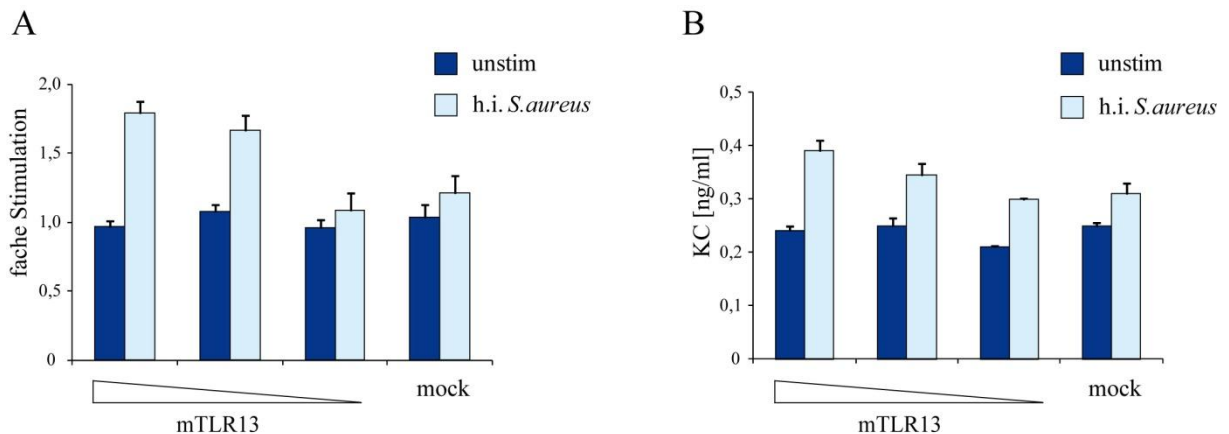 A
unstim
h.i. S.aureus
fache Stimulation
2,0
1,5
1,0
0,5
0
mock
mTLR13
B
unstim
h.i. S.aureus
KC [ng/ml]
0,5
0,4
0,3
0,2
0,1
0
mock
mTLR13